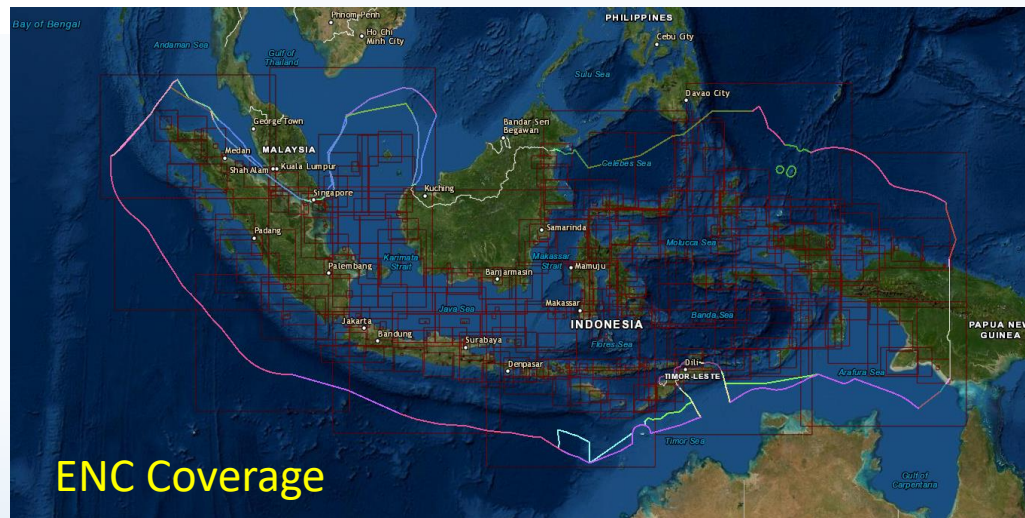 Bay of Bengal
Phnom Penh
Ho Chi
Minh City
PHILIPPINES
Cebu City
Andaman Sea
Gulf of
Thailand
Sulu Sea
Davao City
GeorgeTown
Bandar Seri
Begawan
Medan
MALAYSIA
Celebes Sea
Shah Alam
Kuala Lumpur
Kuching
Singapore
Padang
Samarinda
Molucca Sea
Karimata
Strait
Makassar
Strait
Palembang
Banjarmasin
Mamuju
Java Sea
Makassar
Banda Sea
Jakarta
INDONESIA
PAPUA NEW
GUINEA
Bandung
Surabaya
Flores Sea
Denpasar
Dili
TIMOR-LESTE
Arafura Sea
Timor Sea
Gulf of
Carpentaria
ENC Coverage